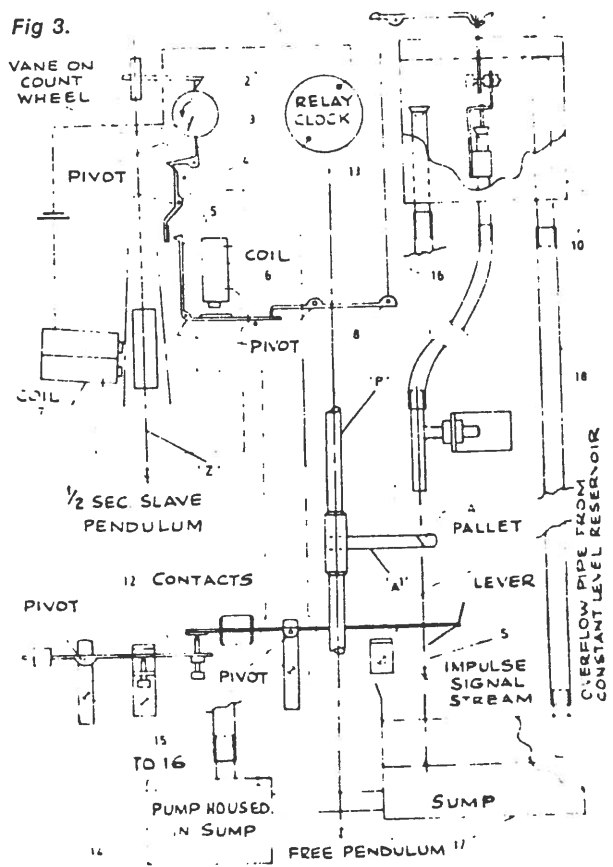 Fig 3.
VANE ON
COUNT
WHEEL
2
3
RELAY
CLOCK
4
PIVOT
13
5
COIL
6
16
10
PIVOT
8
18
COIL
7
'P'
'Z'
1/2 SEC. SLAVE
PENDULUM
A
PALLET
'A'
12 CONTACTS
LEVER
PIVOT
PIVOT
S
IMPULSE
SIGNAL
STREAM
OVERFLOW PIPE FROM
CONSTANT LEVEL RESERVOIR
15
TO 16
PUMP HOUSED
IN SUMP
SUMP
14
FREE PENDULUM 17